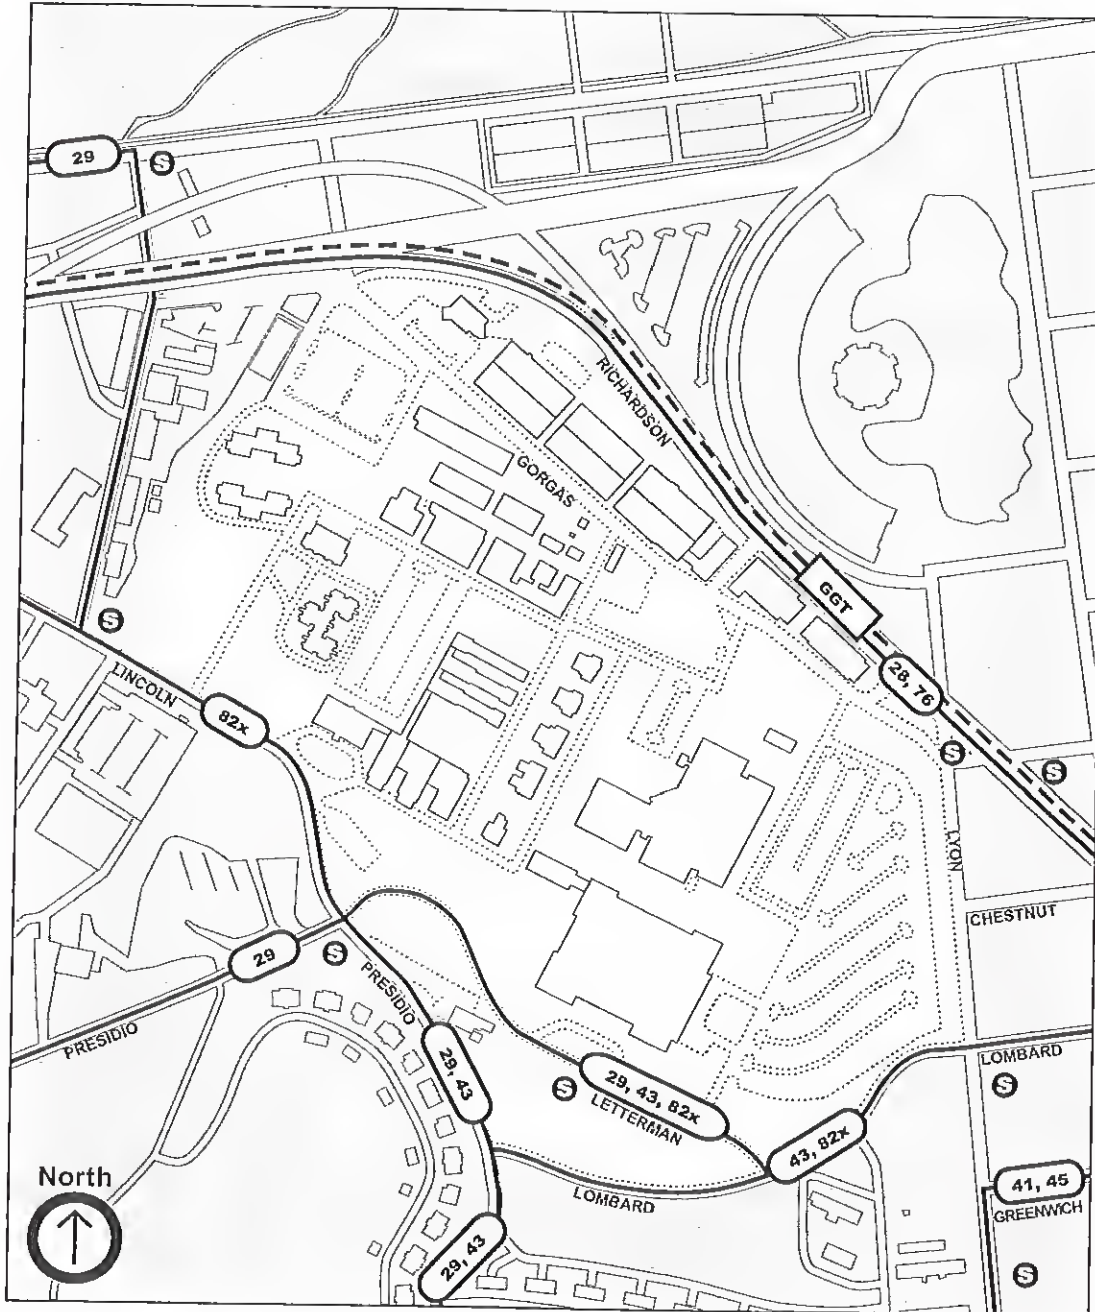 29
S
RICHARDSON
GORGAS
GGT
28, 76
S
LINCOLN
82x
S
S
LYON
CHESTNUT
29
S
PRESIDIO
PRESIDIO
29, 43
S
29, 43, 82x
LETTERMAN
LOMBARD
S
43, 82x
North
LOMBARD
41, 45
GREENWICH
29, 43
S